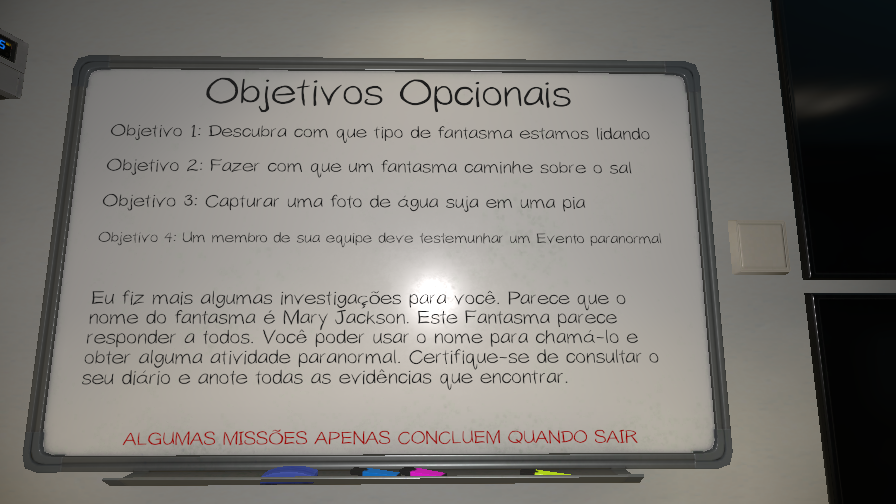 Objetivos Opcionais
Objetivo 1: Descubra com que tipo de fantasma estamos lidando
Objetivo 2: Fazer com que um fantasma caminhe sobre o sal
Objetivo 3: Capturar uma foto de água suja em uma pia
Objetivo 4: Um membro de sua equipe deve testemunhar um Evento paranormal
Eu fiz mais algumas investigações para você. Parece que o
nome do fantasma é Mary Jackson. Este Fantasma parece
responder a todos. Você poder usar o nome para chamá-lo e
obter alguma atividade paranormal. Certifique-se de consultar o
seu diário e anote todas as evidências que encontrar.
ALGUMAS MISSÕES APENAS CONCLUEM QUANDO SAIR